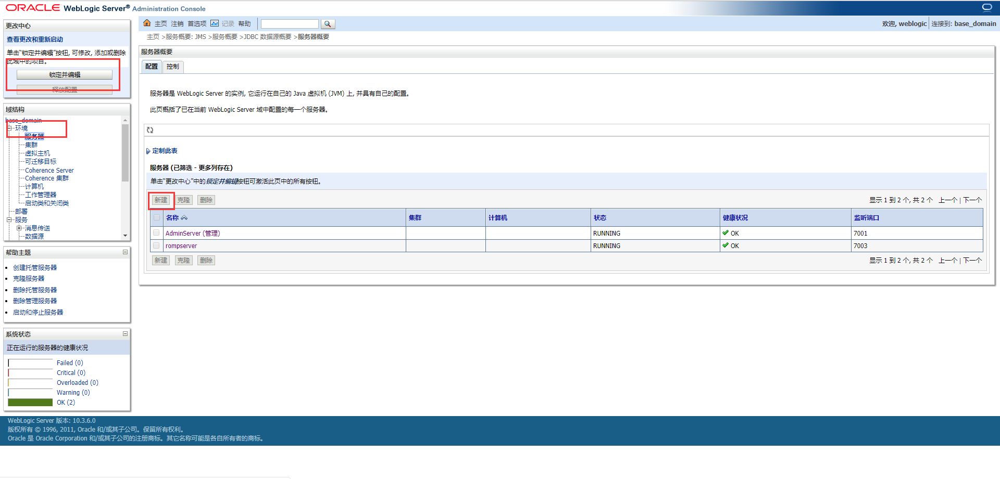 ORACLE WebLogic Server® Administration Console
更改中心
查看更改和重新启动
单击“锁定并编辑”按钮, 可修改, 添加或删除
此域中的项目。
锁定并编辑
释放配置
域结构
base_domain
环境
服务器
集群
虚拟主机
可迁移目标
Coherence Server
Coherence 集群
计算机
工作管理器
启动类和关闭类
部署
服务
消息传送
数据源
帮助主题
创建托管服务器
克隆服务器
删除托管服务器
删除管理服务器
启动和停止服务器
系统状态
正在运行的服务器的健康状况
Failed (0)
Critical (0)
Overloaded (0)
Warning (0)
OK (2)
主页 注销 首选项 记录 帮助
欢迎, weblogic 连接到: base_domain
主页 >服务概要: JMS >服务概要 >JDBC 数据源概要 >服务器概要
服务器概要
配置 控制
服务器是 WebLogic Server 的实例, 它运行在自己的 Java 虚拟机 (JVM) 上, 并具有自己的配置。
此页概括了已在当前 WebLogic Server 域中配置的每一个服务器。
定制此表
服务器 (已筛选 - 更多列存在)
单击“更改中心”中的锁定并编辑按钮可激活此页中的所有按钮。
新建 克隆 删除 显示 1 到 2 个, 共 2 个 上一个 | 下一个
名称 集群 计算机 状态 健康状况 监听端口
AdminServer (管理) RUNNING OK 7001
rompserver RUNNING OK 7003
新建 克隆 删除 显示 1 到 2 个, 共 2 个 上一个 | 下一个
WebLogic Server 版本: 10.3.6.0
版权所有 © 1996, 2011, Oracle 和/或其子公司。保留所有权利。
Oracle 是 Oracle Corporation 和/或其子公司的注册商标。其它名称可能是各自所有者的商标。